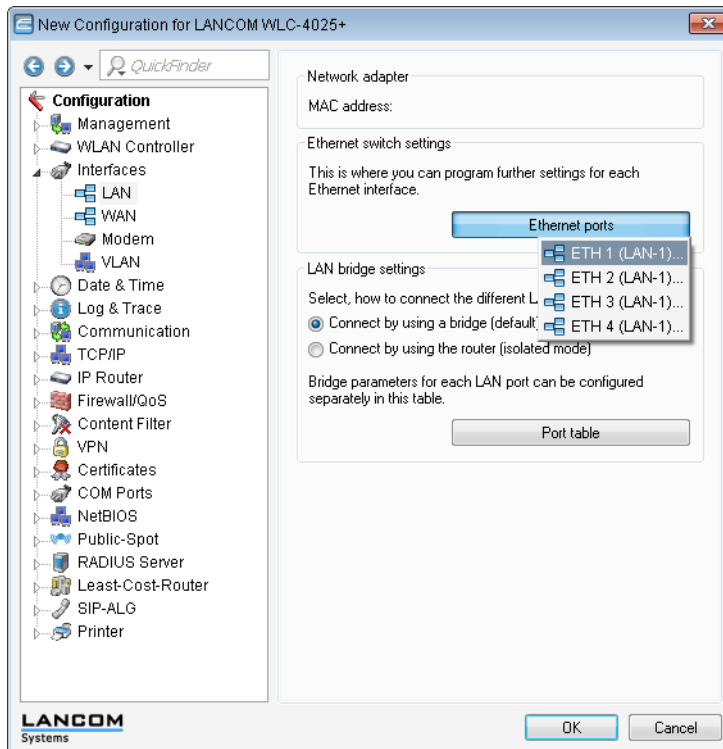 New Configuration for LANCOM WLC-4025+
QuickFinder
Configuration
Management
WLAN Controller
Interfaces
LAN
WAN
Modem
VLAN
Date & Time
Log & Trace
Communication
TCP/IP
IP Router
Firewall/QoS
Content Filter
VPN
Certificates
COM Ports
NetBIOS
Public-Spot
RADIUS Server
Least-Cost-Router
SIP-ALG
Printer
Network adapter
MAC address:
Ethernet switch settings
This is where you can program further settings for each
Ethernet interface.
Ethernet ports
ETH 1 (LAN-1)...
ETH 2 (LAN-1)...
ETH 3 (LAN-1)...
ETH 4 (LAN-1)...
LAN bridge settings
Select, how to connect the different
Connect by using a bridge (default)
Connect by using the router (isolated mode)
Bridge parameters for each LAN port can be configured
separately in this table.
Port table
LANCOM
Systems
OK
Cancel